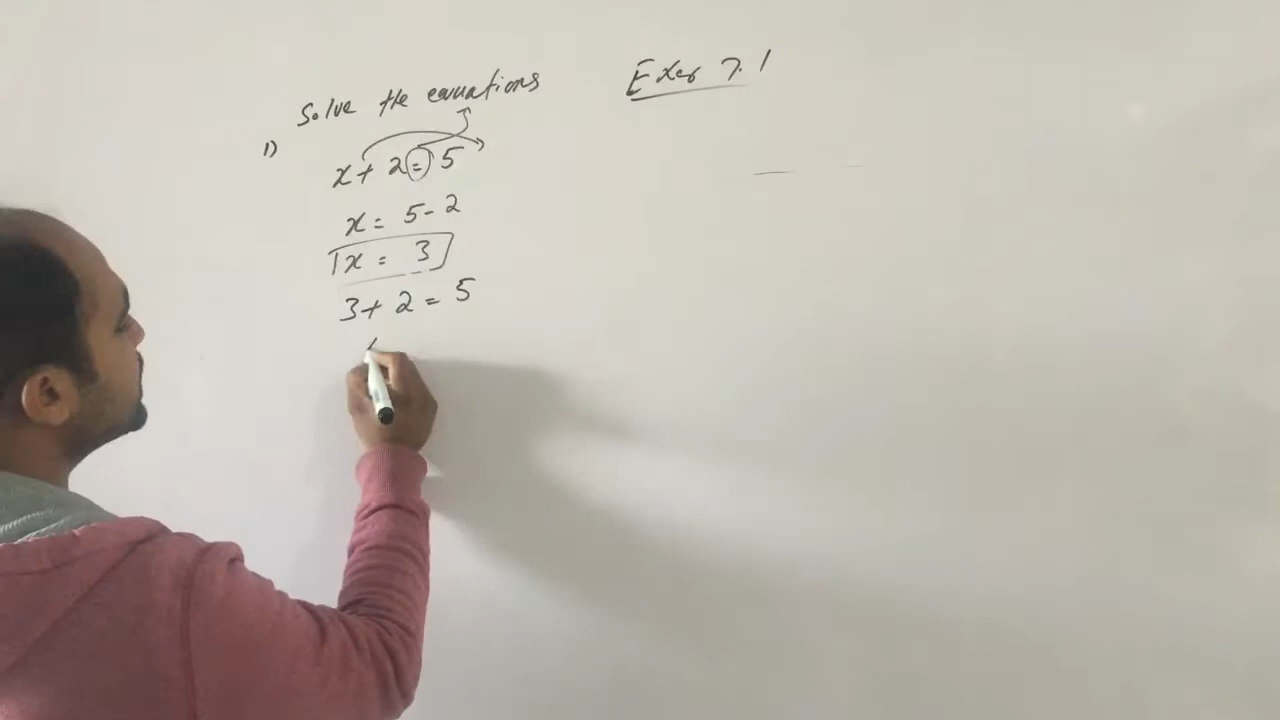 Solve the equations
Exer 7.1
1)
x + 2 = 5
x = 5 - 2
x = 3
3 + 2 = 5